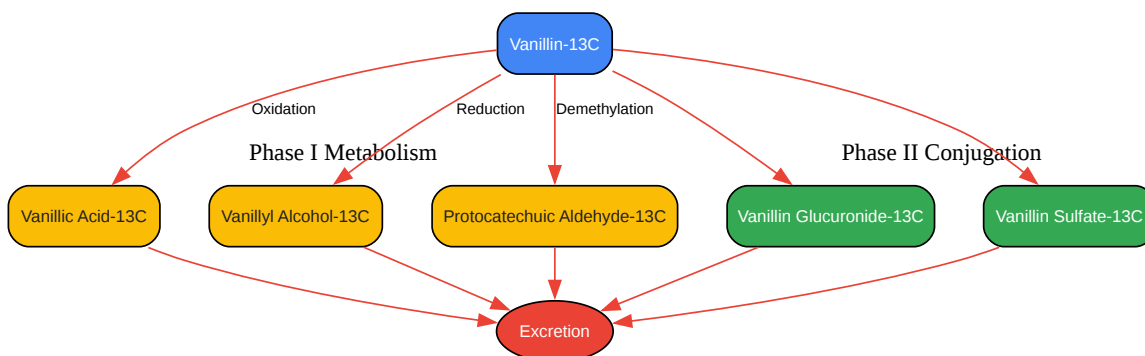 Vanillin-13C
Oxidation
Reduction
Demethylation
Phase I Metabolism
Phase II Conjugation
Vanillic Acid-13C
Vanillyl Alcohol-13C
Protocatechuic Aldehyde-13C
Vanillin Glucuronide-13C
Vanillin Sulfate-13C
Excretion